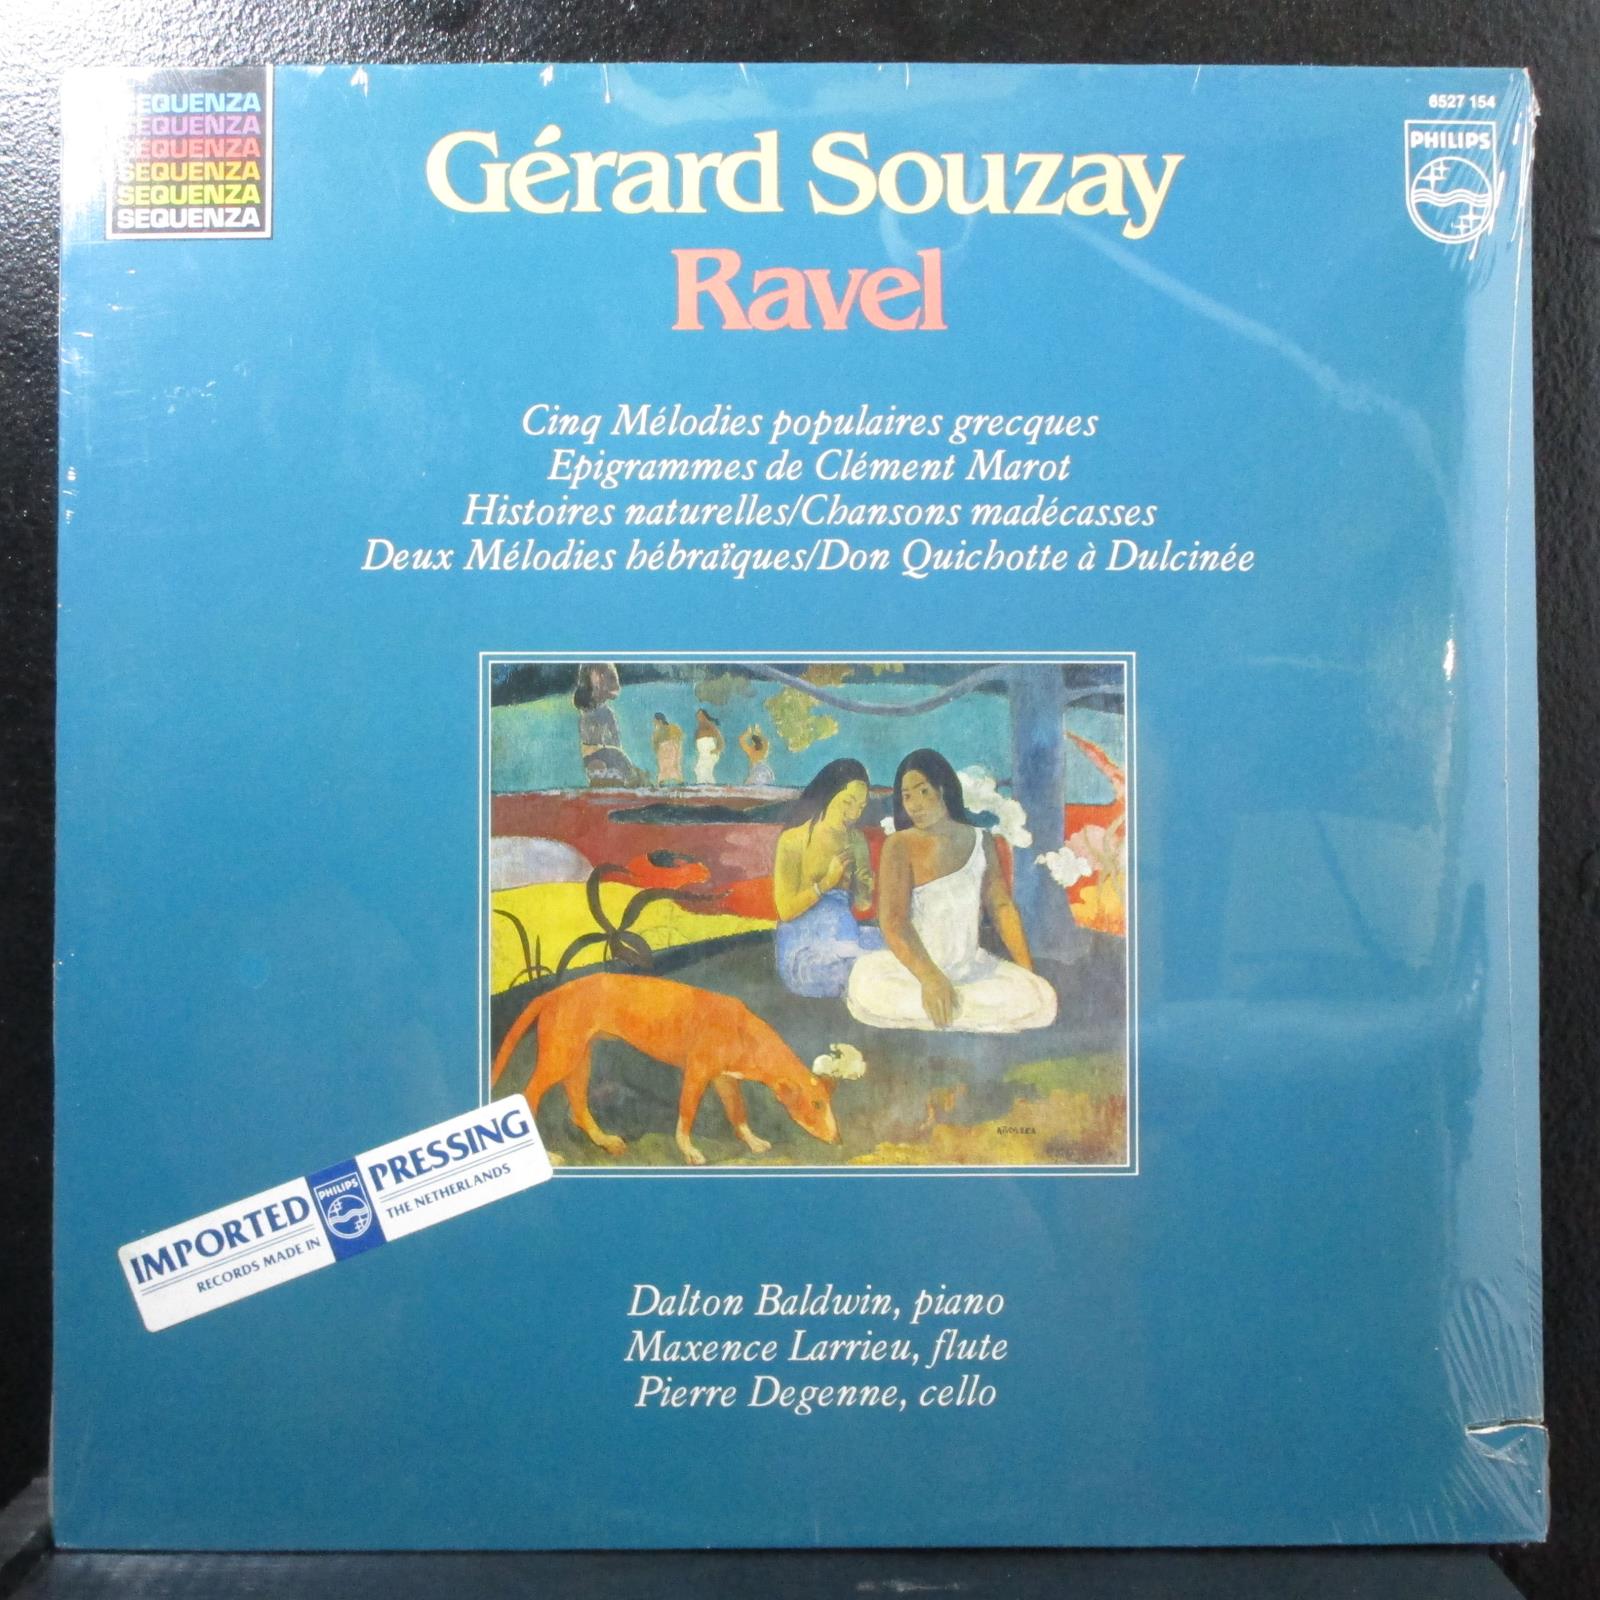 SEQUENZA
SEQUENZA
SEQUENZA
SEQUENZA
SEQUENZA
SEQUENZA
6527 154
PHILIPS
Gérard Souzay
Ravel
Cinq Mélodies populaires grecques
Epigrammes de Clément Marot
Histoires naturelles/Chansons madécasses
Deux Mélodies hébraïques/Don Quichotte à Dulcinée
IMPORTED PHILIPS PRESSING
RECORDS MADE IN THE NETHERLANDS
Dalton Baldwin, piano
Maxence Larrieu, flute
Pierre Degenne, cello